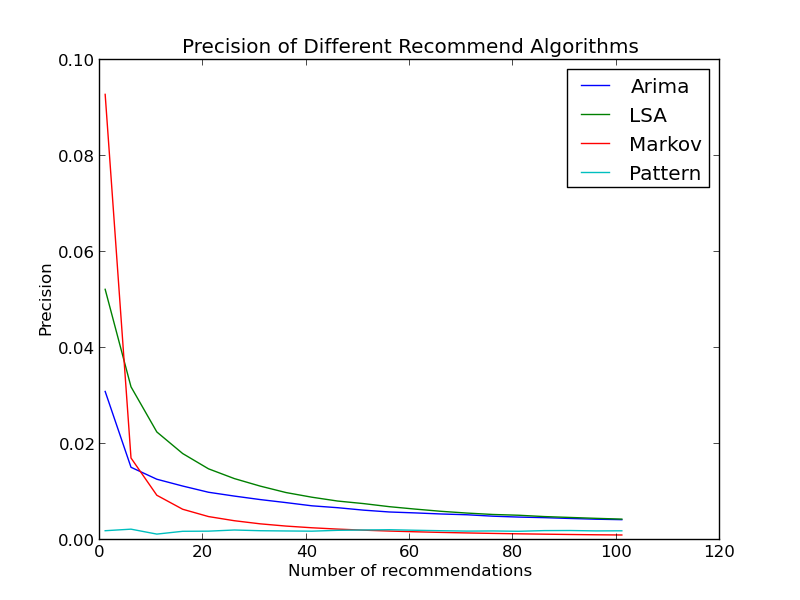 Precision of Different Recommend Algorithms
0.10
0.08
0.06
0.04
0.02
0.00
Precision
Arima
LSA
Markov
Pattern
0 20 40 60 80 100 120
Number of recommendations